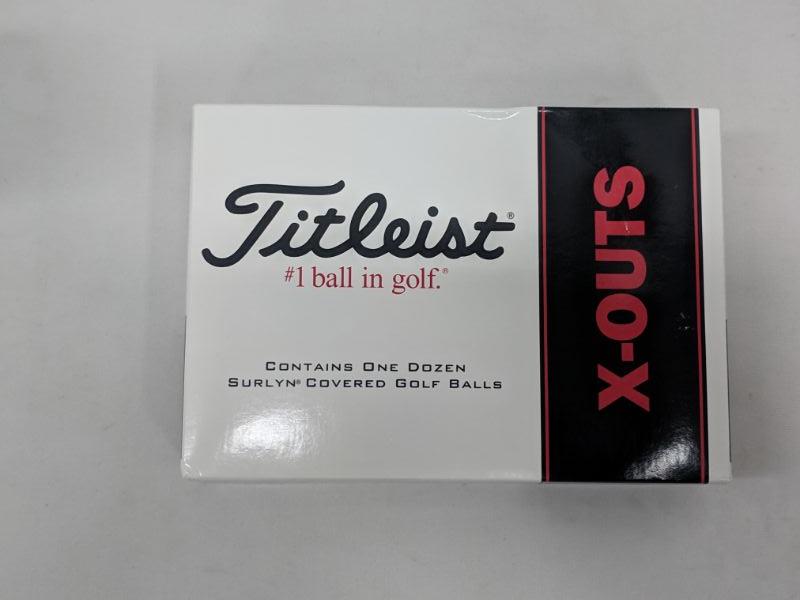 Titleist®
#1 ball in golf.®
CONTAINS ONE DOZEN
SURLYN® COVERED GOLF BALLS
X-OUTS